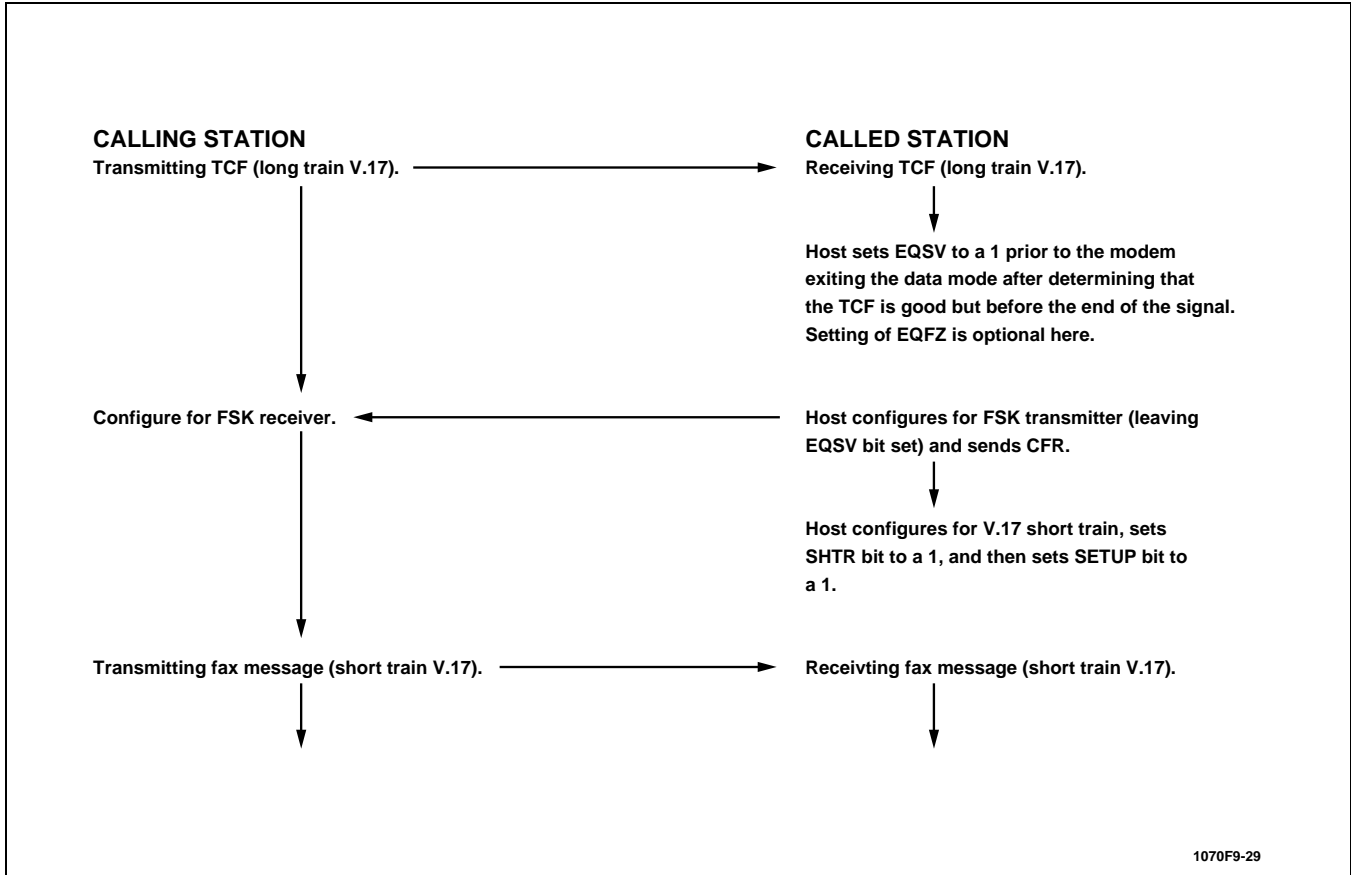 CALLING STATION
CALLED STATION
Transmitting TCF (long train V.17).
Receiving TCF (long train V.17).
Host sets EQSV to a 1 prior to the modem
exiting the data mode after determining that
the TCF is good but before the end of the signal.
Setting of EQFZ is optional here.
Configure for FSK receiver.
Host configures for FSK transmitter (leaving
EQSV bit set) and sends CFR.
Host configures for V.17 short train, sets
SHTR bit to a 1, and then sets SETUP bit to
a 1.
Transmitting fax message (short train V.17).
Receivting fax message (short train V.17).
1070F9-29